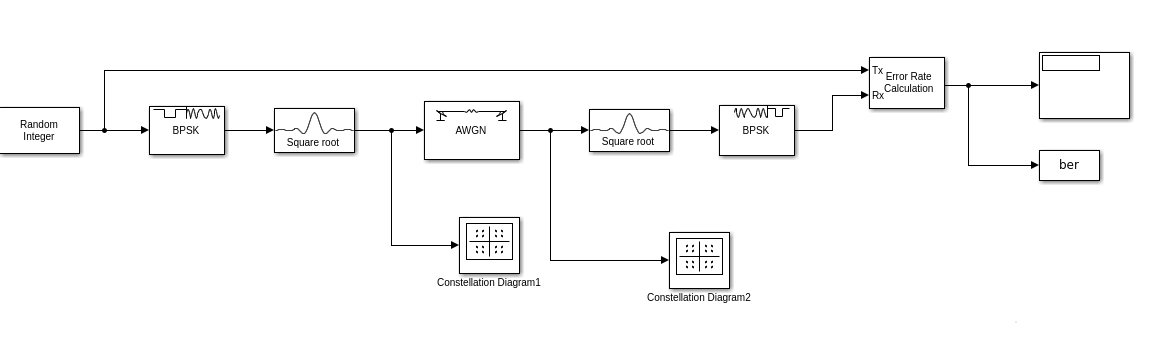 Random
Integer
BPSK
Square root
AWGN
Square root
BPSK
Tx
Error Rate
Rx
Calculation
ber
Constellation Diagram1
Constellation Diagram2